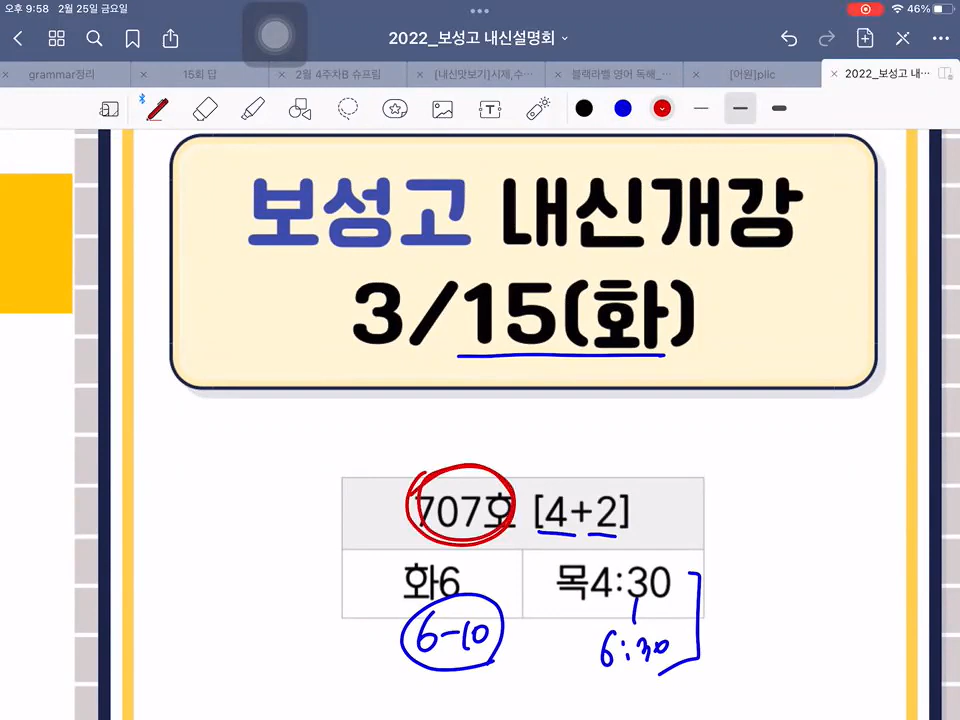 오후 9:58 2월 25일 금요일 46%
2022_보성고 내신설명회
grammar정리 15회 답 2월 4주차B 슈프림 [내신맛보기]시제,수… 블랙라벨 영어 독해_… [어원]plic 2022_보성고 내…
보성고 내신개강
3/15(화)
707호 [4+2]
화6 목4:30
6-10 6:30